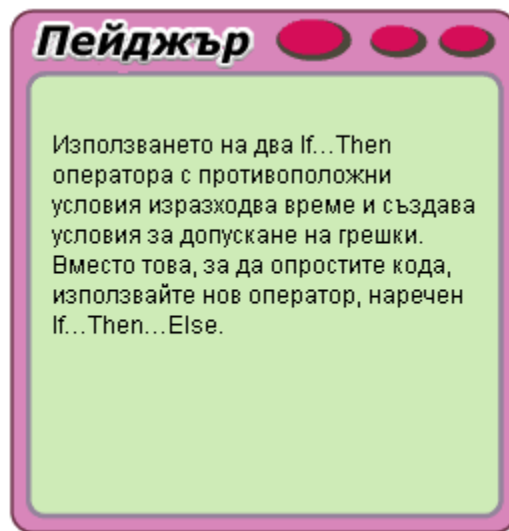 Пейджър
Използването на два If...Then
оператора с противоположни
условия изразходва време и създава
условия за допускане на грешки.
Вместо това, за да опростите кода,
използвайте нов оператор, наречен
If...Then...Else.